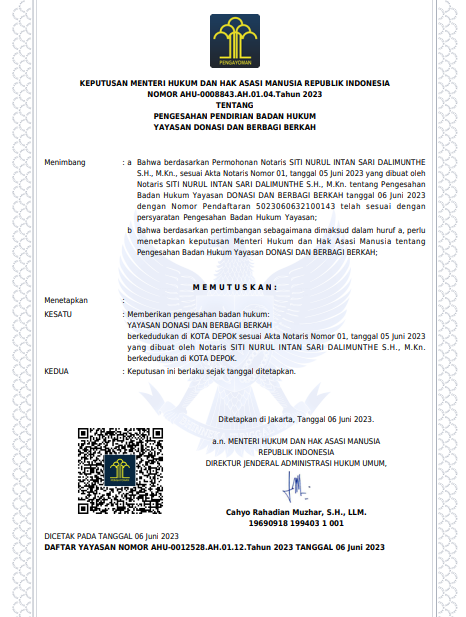 PENGAYOMAN
KEPUTUSAN MENTERI HUKUM DAN HAK ASASI MANUSIA REPUBLIK INDONESIA
NOMOR AHU-0008843.AH.01.04.Tahun 2023
TENTANG
PENGESAHAN PENDIRIAN BADAN HUKUM
YAYASAN DONASI DAN BERBAGI BERKAH
Menimbang : a Bahwa berdasarkan Permohonan Notaris SITI NURUL INTAN SARI DALIMUNTHE
S.H., M.Kn., sesuai Akta Notaris Nomor 01, tanggal 05 Juni 2023 yang dibuat oleh
Notaris SITI NURUL INTAN SARI DALIMUNTHE S.H., M.Kn. tentang Pengesahan
Badan Hukum Yayasan DONASI DAN BERBAGI BERKAH tanggal 06 Juni 2023
dengan Nomor Pendaftaran 5023060632100143 telah sesuai dengan
persyaratan Pengesahan Badan Hukum Yayasan;
b Bahwa berdasarkan pertimbangan sebagaimana dimaksud dalam huruf a, perlu
menetapkan keputusan Menteri Hukum dan Hak Asasi Manusia tentang
Pengesahan Badan Hukum Yayasan DONASI DAN BERBAGI BERKAH;
M E M U T U S K A N :
Menetapkan :
KESATU : Memberikan pengesahan badan hukum:
YAYASAN DONASI DAN BERBAGI BERKAH
berkedudukan di KOTA DEPOK sesuai Akta Notaris Nomor 01, tanggal 05 Juni 2023
yang dibuat oleh Notaris SITI NURUL INTAN SARI DALIMUNTHE S.H., M.Kn.
berkedudukan di KOTA DEPOK.
KEDUA : Keputusan ini berlaku sejak tanggal ditetapkan.
Ditetapkan di Jakarta, Tanggal 06 Juni 2023.
a.n. MENTERI HUKUM DAN HAK ASASI MANUSIA
REPUBLIK INDONESIA
DIREKTUR JENDERAL ADMINISTRASI HUKUM UMUM,
Cahyo Rahadian Muzhar, S.H., LLM.
19690918 199403 1 001
DICETAK PADA TANGGAL 06 Juni 2023
DAFTAR YAYASAN NOMOR AHU-0012528.AH.01.12.Tahun 2023 TANGGAL 06 Juni 2023